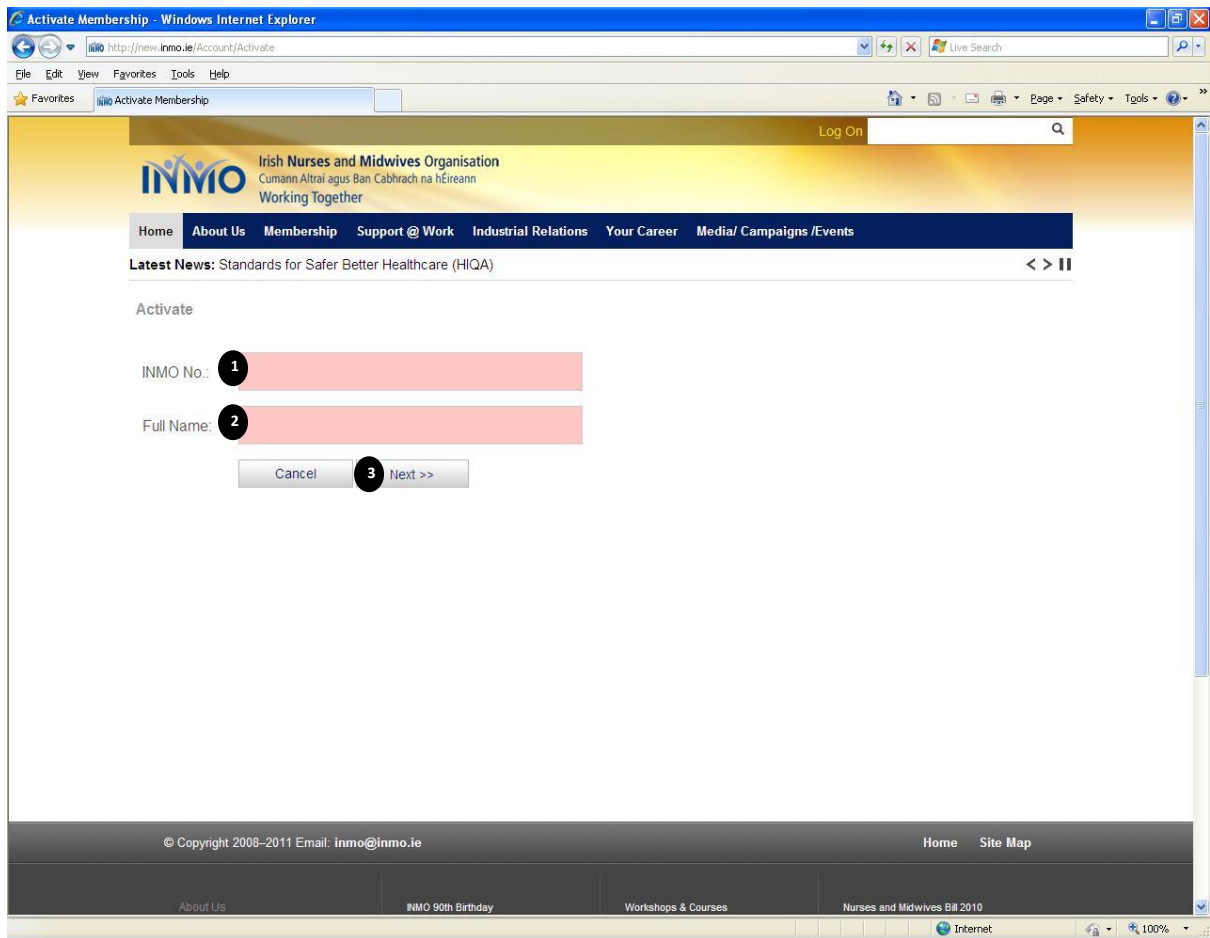 Activate Membership - Windows Internet Explorer
http://new.inmo.ie/Account/Activate
Live Search
File Edit View Favorites Tools Help
Favorites
Activate Membership
Page Safety Tools
Log On
INMO
Irish Nurses and Midwives Organisation
Cumann Altraí agus Ban Cabhrach na hÉireann
Working Together
Home About Us Membership Support @ Work Industrial Relations Your Career Media/ Campaigns /Events
Latest News: Standards for Safer Better Healthcare (HIQA)
Activate
INMO No.: 1
Full Name: 2
Cancel 3 Next >>
© Copyright 2008–2011 Email: inmo@inmo.ie Home Site Map
About Us INMO 90th Birthday Workshops & Courses Nurses and Midwives Bill 2010
Internet 100%